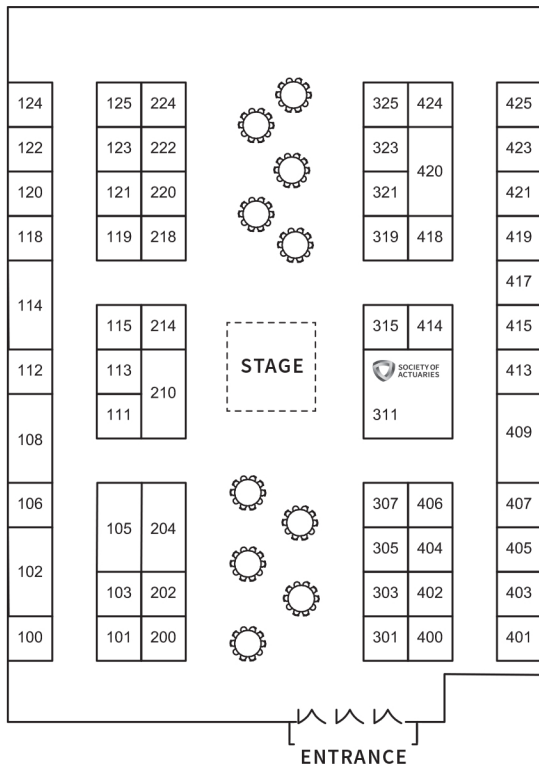 124 125 224 325 424 425
122 123 222 323 420 423
120 121 220 321 421
118 119 218 319 418 419
114 417
115 214 STAGE 315 414 415
112 113 210 SOCIETY OF
ACTUARIES 413
111 311
108 409
106 105 204 307 406 407
305 404 405
102 103 202 303 402 403
100 101 200 301 400 401
ENTRANCE